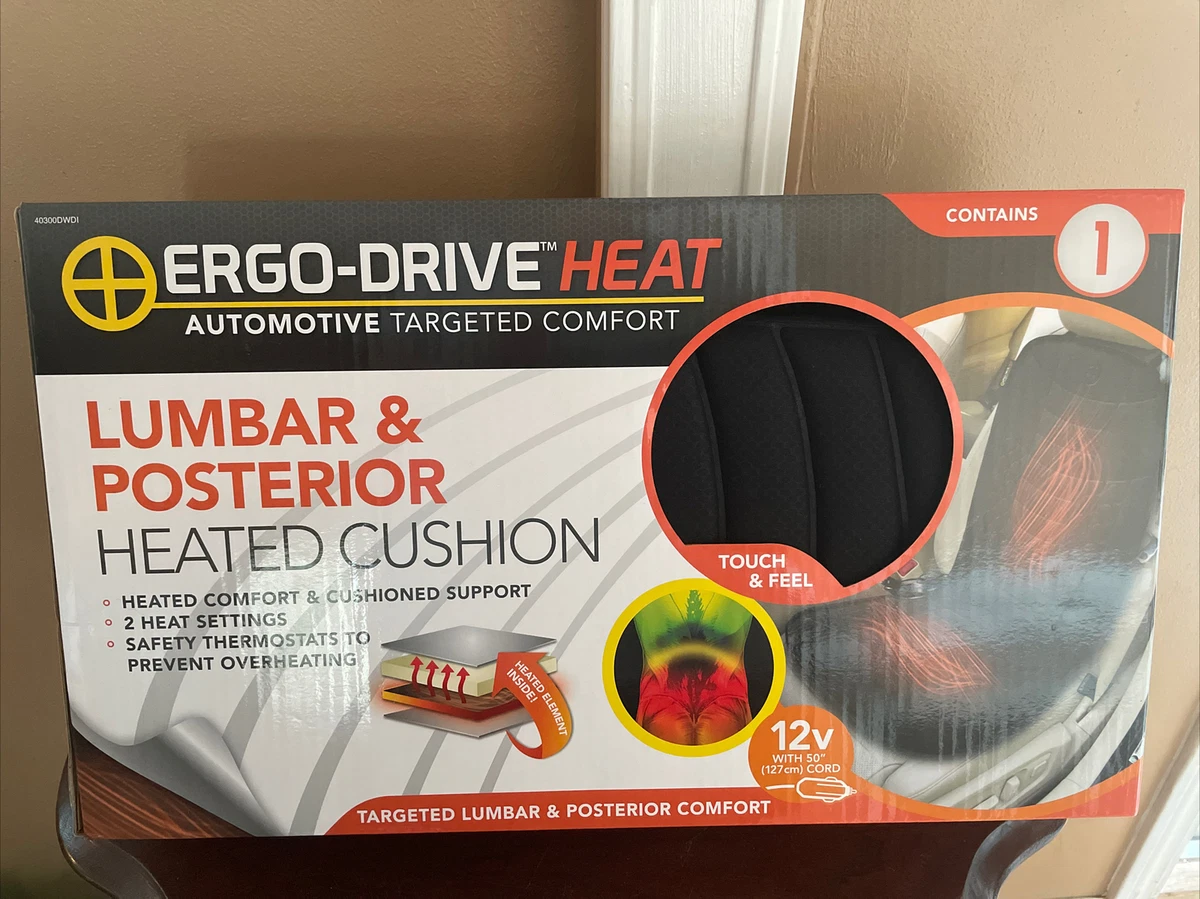 40300DWDI
CONTAINS
1
ERGO-DRIVE™ HEAT
AUTOMOTIVE TARGETED COMFORT
LUMBAR &
POSTERIOR
HEATED CUSHION
HEATED COMFORT & CUSHIONED SUPPORT
2 HEAT SETTINGS
SAFETY THERMOSTATS TO
PREVENT OVERHEATING
HEATED ELEMENT
INSIDE!
TOUCH
& FEEL
12v
WITH 50"
(127cm) CORD
TARGETED LUMBAR & POSTERIOR COMFORT